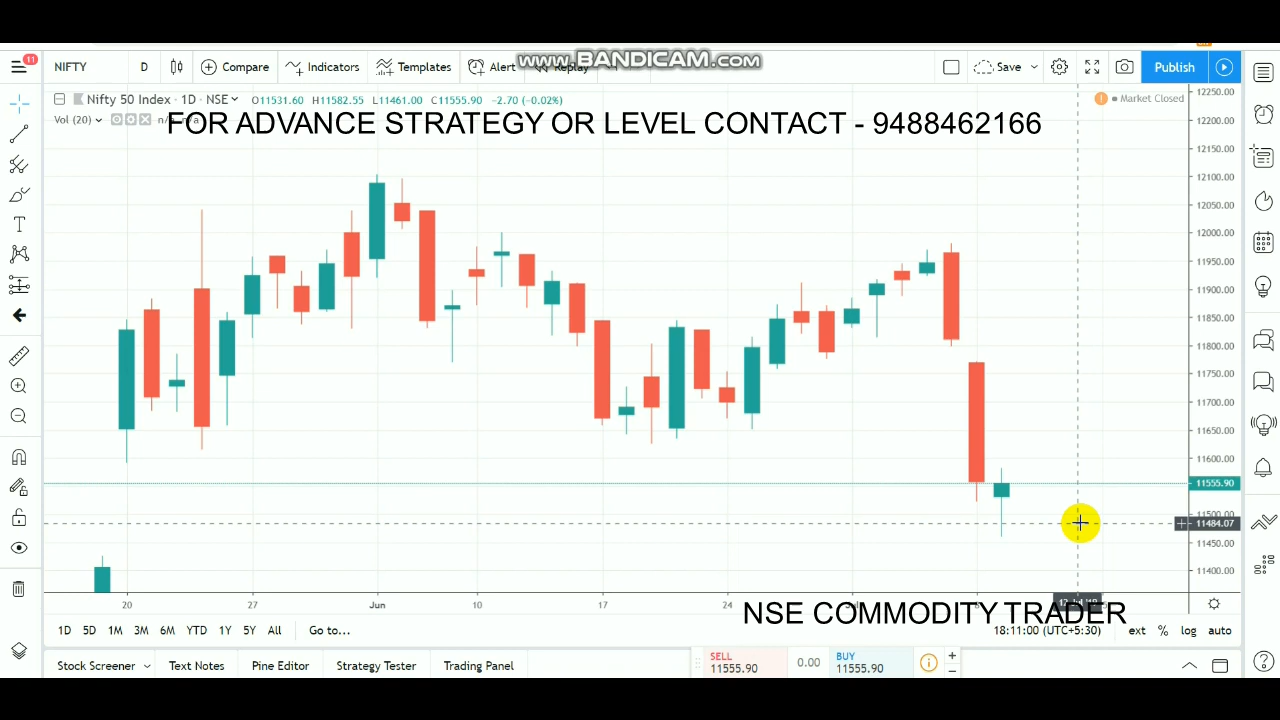 www.BANDICAM.com
11
NIFTY D Compare Indicators Templates Alert Replay Save Publish
Nifty 50 Index · 1D · NSE O11531.60 H11582.55 L11461.00 C11555.90 −2.70 (−0.02%)
Market Closed
Vol (20) n/a
FOR ADVANCE STRATEGY OR LEVEL CONTACT - 9488462166
12250.00
12200.00
12150.00
12100.00
12050.00
12000.00
11950.00
11900.00
11850.00
11800.00
11750.00
11700.00
11650.00
11600.00
11555.90
11500.00
11484.07
11450.00
11400.00
20 27 Jun 10 17 24
NSE COMMODITY TRADER
1D 5D 1M 3M 6M YTD 1Y 5Y All Go to... 18:11:00 (UTC+5:30) ext % log auto
Stock Screener Text Notes Pine Editor Strategy Tester Trading Panel
SELL
11555.90
0.00
BUY
11555.90